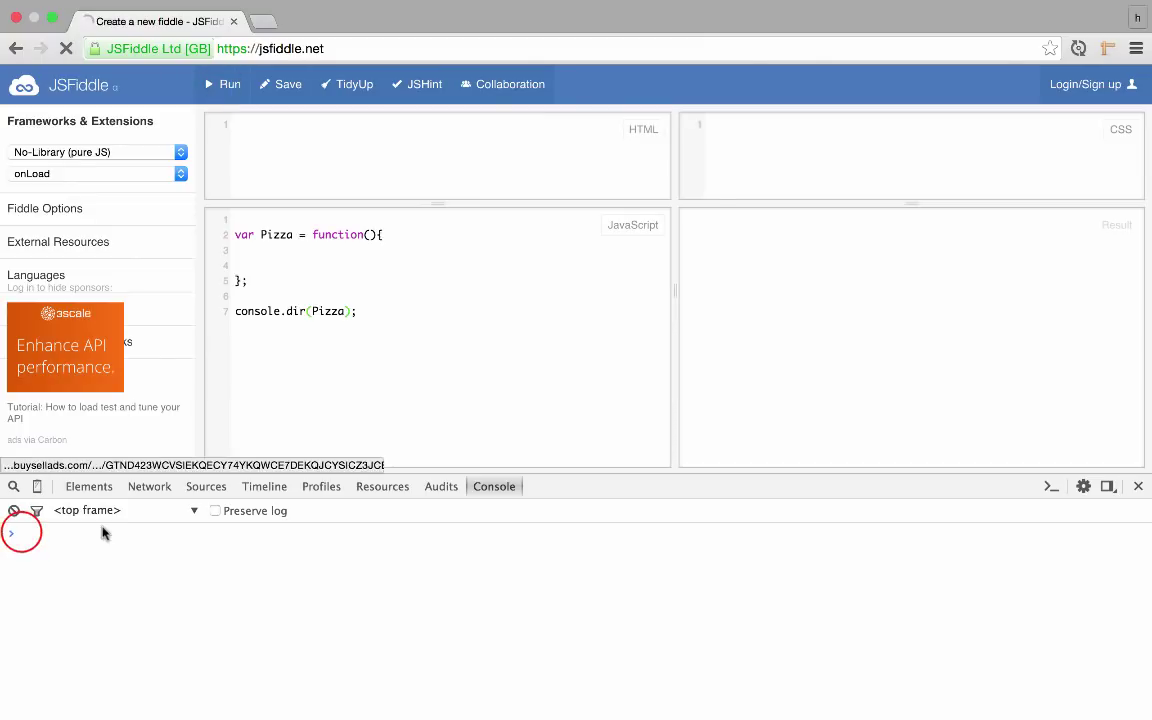 Create a new fiddle - JSFid
h
JSFiddle Ltd [GB] https://jsfiddle.net
JSFiddle α Run Save TidyUp JSHint Collaboration Login/Sign up
Frameworks & Extensions
No-Library (pure JS)
onLoad
Fiddle Options
External Resources
Languages
Log in to hide sponsors:
3scale
Enhance API
performance.
ks
Tutorial: How to load test and tune your
API
ads via Carbon
1
HTML
1
CSS
1
2 var Pizza = function(){
3
4
5 };
6
7 console.dir(Pizza);
JavaScript
Result
...buysellads.com/.../GTND423WCVSIEKQECY74YKQWCE7DEKQJCYSICZ3JCE
Elements Network Sources Timeline Profiles Resources Audits Console
<top frame> Preserve log